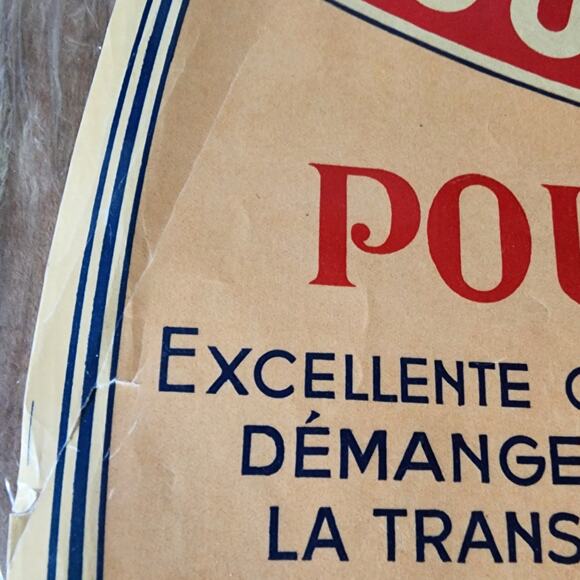 POU
EXCELLENTE
DÉMANGE
LA TRANS